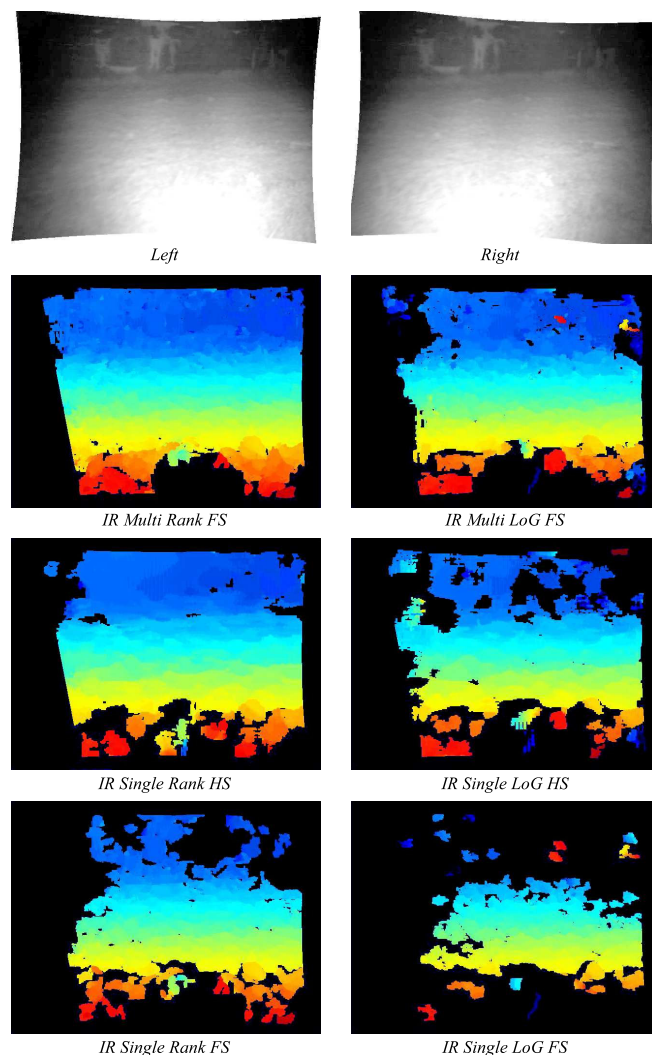 Left
Right
IR Multi Rank FS
IR Multi LoG FS
IR Single Rank HS
IR Single LoG HS
IR Single Rank FS
IR Single LoG FS